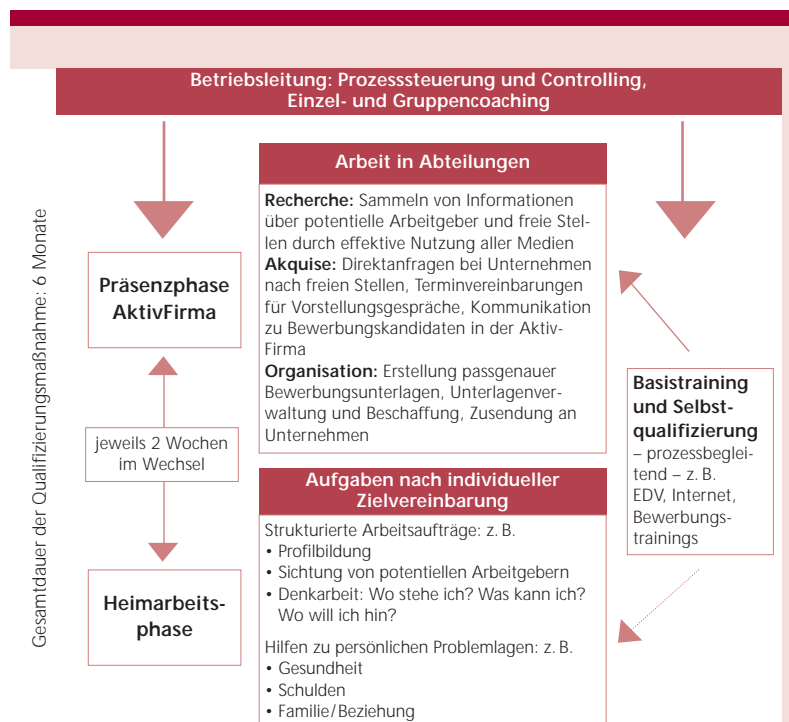 Betriebsleitung: Prozesssteuerung und Controlling,
Einzel- und Gruppencoaching
Gesamtdauer der Qualifizierungsmaßnahme: 6 Monate
Präsenzphase
AktivFirma
jeweils 2 Wochen
im Wechsel
Heimarbeits-
phase
Arbeit in Abteilungen
Recherche: Sammeln von Informationen
über potentielle Arbeitgeber und freie Stel-
len durch effektive Nutzung aller Medien
Akquise: Direktanfragen bei Unternehmen
nach freien Stellen, Terminvereinbarungen
für Vorstellungsgespräche, Kommunikation
zu Bewerbungskandidaten in der Aktiv-
Firma
Organisation: Erstellung passgenauer
Bewerbungsunterlagen, Unterlagenver-
waltung und Beschaffung, Zusendung an
Unternehmen
Aufgaben nach individueller
Zielvereinbarung
Strukturierte Arbeitsaufträge: z. B.
• Profilbildung
• Sichtung von potentiellen Arbeitgebern
• Denkarbeit: Wo stehe ich? Was kann ich?
Wo will ich hin?
Hilfen zu persönlichen Problemlagen: z. B.
• Gesundheit
• Schulden
• Familie/Beziehung
Basistraining
und Selbst-
qualifizierung
– prozessbeglei-
tend – z. B.
EDV, Internet,
Bewerbungs-
trainings